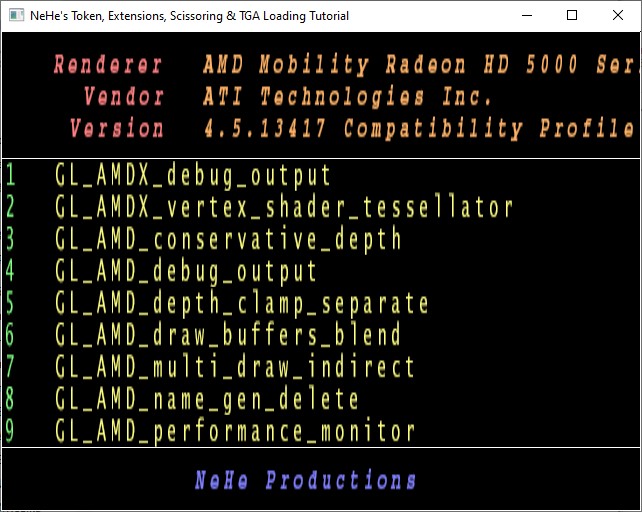 NeHe's Token, Extensions, Scissoring & TGA Loading Tutorial
Renderer AMD Mobility Radeon HD 5000 Ser
Vendor ATI Technologies Inc.
Version 4.5.13417 Compatibility Profile
1 GL_AMDX_debug_output
2 GL_AMDX_vertex_shader_tessellator
3 GL_AMD_conservative_depth
4 GL_AMD_debug_output
5 GL_AMD_depth_clamp_separate
6 GL_AMD_draw_buffers_blend
7 GL_AMD_multi_draw_indirect
8 GL_AMD_name_gen_delete
9 GL_AMD_performance_monitor
NeHe Productions